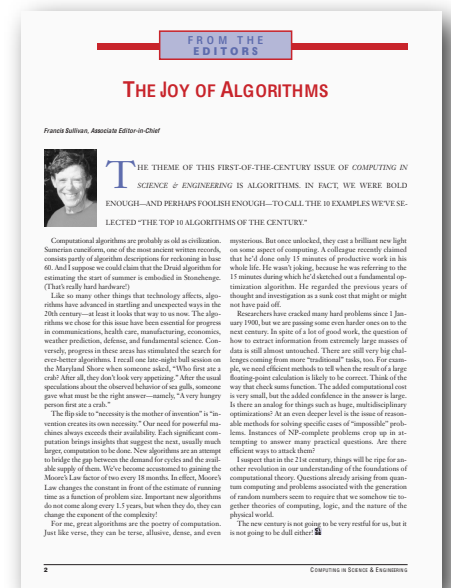 FROM THE
EDITORS
THE JOY OF ALGORITHMS
Francis Sullivan, Associate Editor-in-Chief
THE THEME OF THIS FIRST-OF-THE-CENTURY ISSUE OF COMPUTING IN
SCIENCE & ENGINEERING IS ALGORITHMS. IN FACT, WE WERE BOLD
ENOUGH—AND PERHAPS FOOLISH ENOUGH—TO CALL THE 10 EXAMPLES WE'VE SE-
LECTED “THE TOP 10 ALGORITHMS OF THE CENTURY.”
Computational algorithms are probably as old as civilization.
Sumerian cuneiform, one of the most ancient written records,
consists partly of algorithm descriptions for reckoning in base
60. And I suppose we could claim that the Druid algorithm for
estimating the start of summer is embodied in Stonehenge.
(That's really hard hardware!)
Like so many other things that technology affects, algo-
rithms have advanced in startling and unexpected ways in the
20th century—at least it looks that way to us now. The algo-
rithms we chose for this issue have been essential for progress
in communications, health care, manufacturing, economics,
weather prediction, defense, and fundamental science. Con-
versely, progress in these areas has stimulated the search for
ever-better algorithms. I recall one late-night bull session on
the Maryland Shore when someone asked, “Who first ate a
crab? After all, they don't look very appetizing.” After the usual
speculations about the observed behavior of sea gulls, someone
gave what must be the right answer—namely, “A very hungry
person first ate a crab.”
The flip side to “necessity is the mother of invention” is “in-
vention creates its own necessity.” Our need for powerful ma-
chines always exceeds their availability. Each significant com-
putation brings insights that suggest the next, usually much
larger, computation to be done. New algorithms are an attempt
to bridge the gap between the demand for cycles and the avail-
able supply of them. We've become accustomed to gaining the
Moore's Law factor of two every 18 months. In effect, Moore's
Law changes the constant in front of the estimate of running
time as a function of problem size. Important new algorithms
do not come along every 1.5 years, but when they do, they can
change the exponent of the complexity!
For me, great algorithms are the poetry of computation.
Just like verse, they can be terse, allusive, dense, and even
mysterious. But once unlocked, they cast a brilliant new light
on some aspect of computing. A colleague recently claimed
that he'd done only 15 minutes of productive work in his
whole life. He wasn't joking, because he was referring to the
15 minutes during which he'd sketched out a fundamental op-
timization algorithm. He regarded the previous years of
thought and investigation as a sunk cost that might or might
not have paid off.
Researchers have cracked many hard problems since 1 Jan-
uary 1900, but we are passing some even harder ones on to the
next century. In spite of a lot of good work, the question of
how to extract information from extremely large masses of
data is still almost untouched. There are still very big chal-
lenges coming from more “traditional” tasks, too. For exam-
ple, we need efficient methods to tell when the result of a large
floating-point calculation is likely to be correct. Think of the
way that check sums function. The added computational cost
is very small, but the added confidence in the answer is large.
Is there an analog for things such as huge, multidisciplinary
optimizations? At an even deeper level is the issue of reason-
able methods for solving specific cases of “impossible” prob-
lems. Instances of NP-complete problems crop up in at-
tempting to answer many practical questions. Are there
efficient ways to attack them?
I suspect that in the 21st century, things will be ripe for an-
other revolution in our understanding of the foundations of
computational theory. Questions already arising from quan-
tum computing and problems associated with the generation
of random numbers seem to require that we somehow tie to-
gether theories of computing, logic, and the nature of the
physical world.
The new century is not going to be very restful for us, but it
is not going to be dull either!
2
COMPUTING IN SCIENCE & ENGINEERING